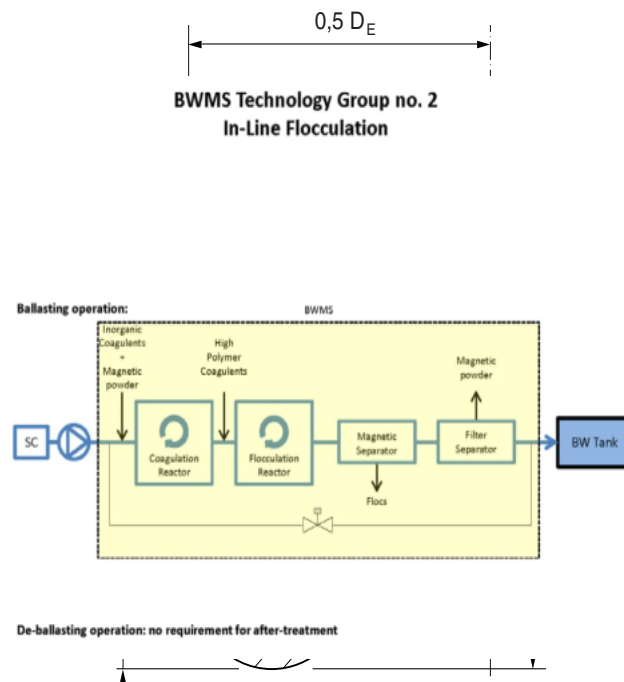 0,5 D_E
BWMS Technology Group no. 2
In-Line Flocculation
Ballasting operation:
BWMS
Inorganic
Coagulents
+
Magnetic
powder
High
Polymer
Coagulents
Magnetic
powder
SC
Coagulation
Reactor
Flocculation
Reactor
Magnetic
Separator
Filter
Separator
BW Tank
Flocs
De-ballasting operation: no requirement for after-treatment